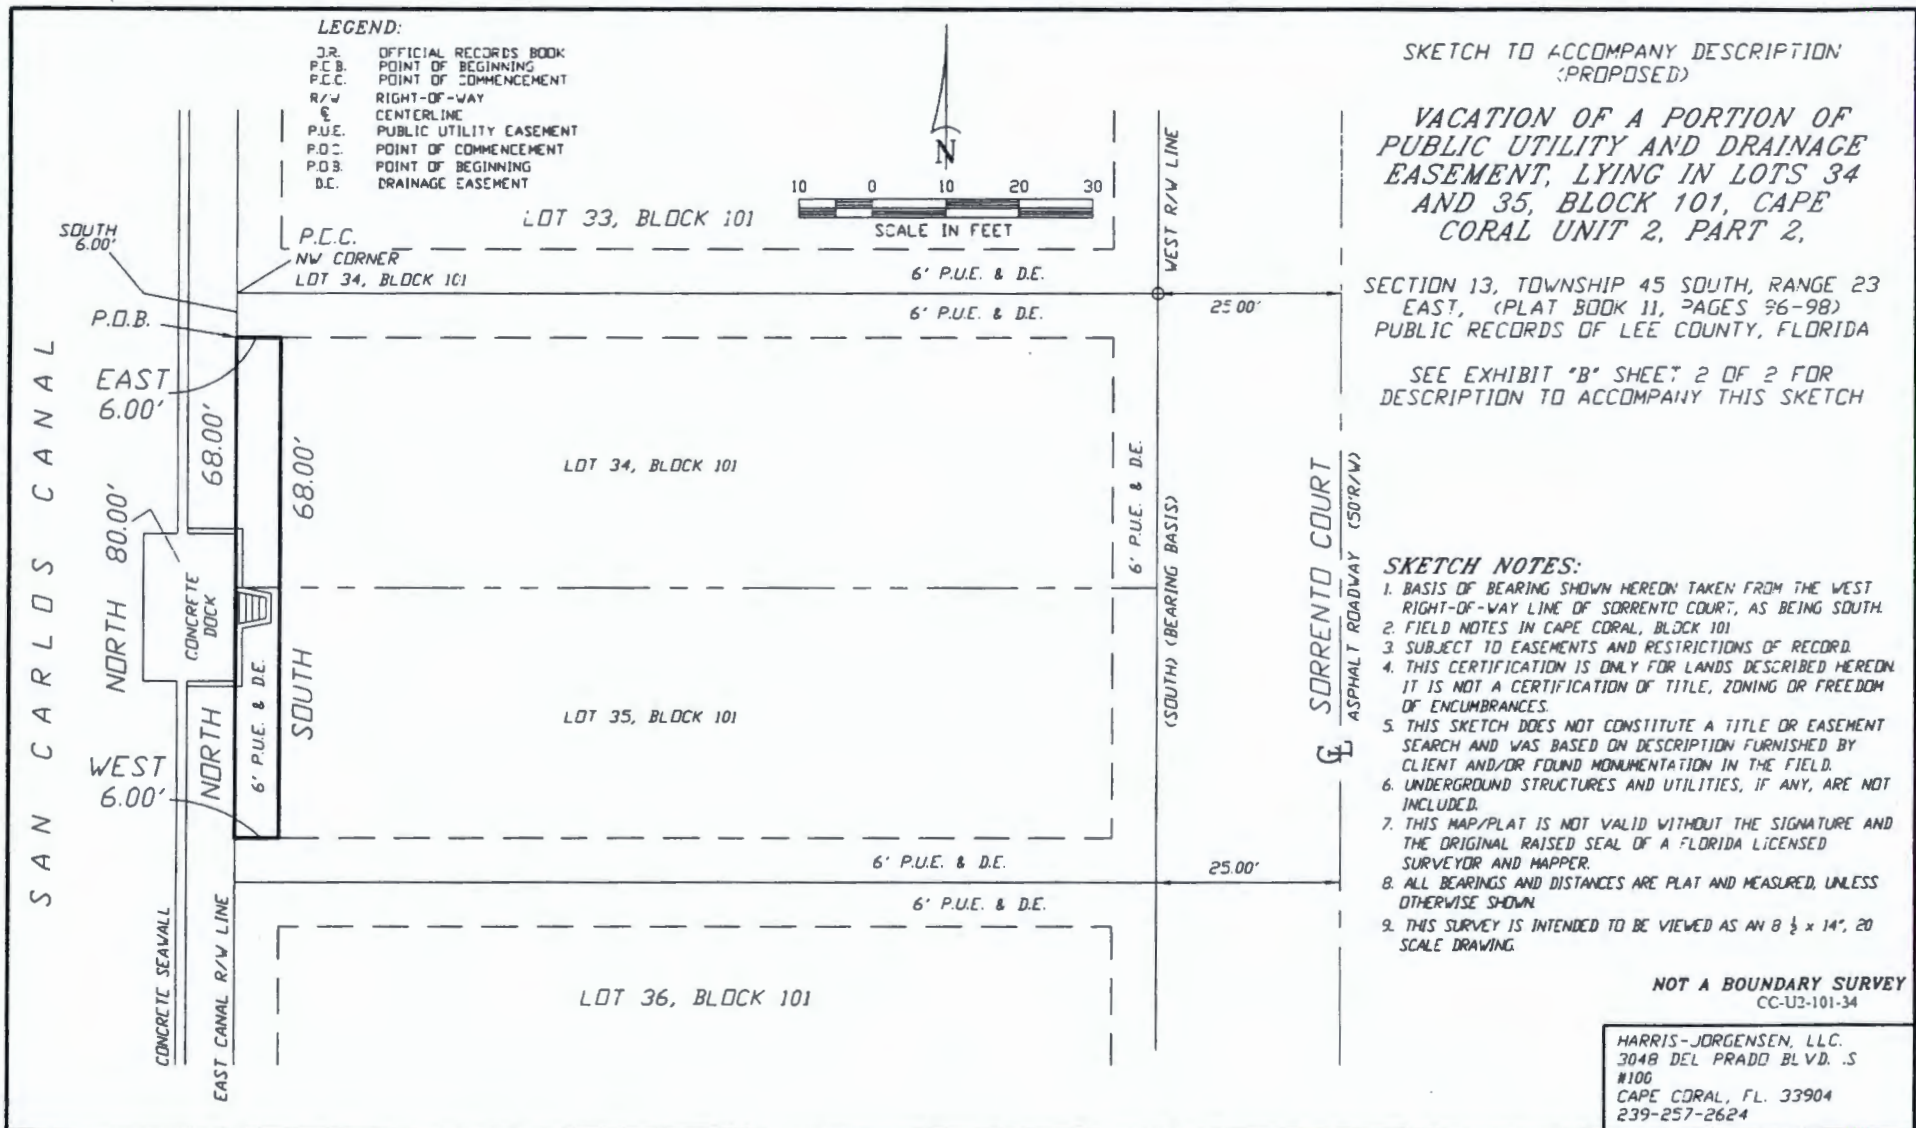 LEGEND:
O.R. OFFICIAL RECORDS BOOK
P.C.B. POINT OF BEGINNING
P.C.C. POINT OF COMMENCEMENT
R/W RIGHT-OF-WAY
℄ CENTERLINE
P.U.E. PUBLIC UTILITY EASEMENT
P.O.C. POINT OF COMMENCEMENT
P.O.B. POINT OF BEGINNING
D.E. DRAINAGE EASEMENT
N
10 0 10 20 30
SCALE IN FEET
LOT 33, BLOCK 101
WEST R/W LINE
SOUTH
6.00'
P.C.C.
NW CORNER
LOT 34, BLOCK 101
6' P.U.E. & D.E.
6' P.U.E. & D.E.
25.00'
P.O.B.
EAST
6.00'
SAN CARLOS CANAL
68.00'
68.00'
LOT 34, BLOCK 101
6' P.U.E. & D.E.
(SOUTH) (BEARING BASIS)
NORTH 80.00'
CONCRETE
DOCK
NORTH
6' P.U.E. & D.E.
SOUTH
LOT 35, BLOCK 101
SORRENTO COURT
ASPHALT ROADWAY (50'R/W)
℄
WEST
6.00'
6' P.U.E. & D.E.
25.00'
6' P.U.E. & D.E.
CONCRETE SEAWALL
EAST CANAL R/W LINE
LOT 36, BLOCK 101
SKETCH TO ACCOMPANY DESCRIPTION
(PROPOSED)
VACATION OF A PORTION OF
PUBLIC UTILITY AND DRAINAGE
EASEMENT, LYING IN LOTS 34
AND 35, BLOCK 101, CAPE
CORAL UNIT 2, PART 2,
SECTION 13, TOWNSHIP 45 SOUTH, RANGE 23
EAST, (PLAT BOOK 11, PAGES 96-98)
PUBLIC RECORDS OF LEE COUNTY, FLORIDA
SEE EXHIBIT "B" SHEET 2 OF 2 FOR
DESCRIPTION TO ACCOMPANY THIS SKETCH
SKETCH NOTES:
1. BASIS OF BEARING SHOWN HEREON TAKEN FROM THE WEST
RIGHT-OF-WAY LINE OF SORRENTO COURT, AS BEING SOUTH.
2. FIELD NOTES IN CAPE CORAL, BLOCK 101
3. SUBJECT TO EASEMENTS AND RESTRICTIONS OF RECORD.
4. THIS CERTIFICATION IS ONLY FOR LANDS DESCRIBED HEREON.
IT IS NOT A CERTIFICATION OF TITLE, ZONING OR FREEDOM
OF ENCUMBRANCES.
5. THIS SKETCH DOES NOT CONSTITUTE A TITLE OR EASEMENT
SEARCH AND WAS BASED ON DESCRIPTION FURNISHED BY
CLIENT AND/OR FOUND MONUMENTATION IN THE FIELD.
6. UNDERGROUND STRUCTURES AND UTILITIES, IF ANY, ARE NOT
INCLUDED.
7. THIS MAP/PLAT IS NOT VALID WITHOUT THE SIGNATURE AND
THE ORIGINAL RAISED SEAL OF A FLORIDA LICENSED
SURVEYOR AND MAPPER.
8. ALL BEARINGS AND DISTANCES ARE PLAT AND MEASURED, UNLESS
OTHERWISE SHOWN
9. THIS SURVEY IS INTENDED TO BE VIEWED AS AN 8 ½ x 14", 20
SCALE DRAWING.
NOT A BOUNDARY SURVEY
CC-U2-101-34
HARRIS-JORGENSEN, LLC.
3048 DEL PRADO BLVD. .S
#100
CAPE CORAL, FL. 33904
239-257-2624